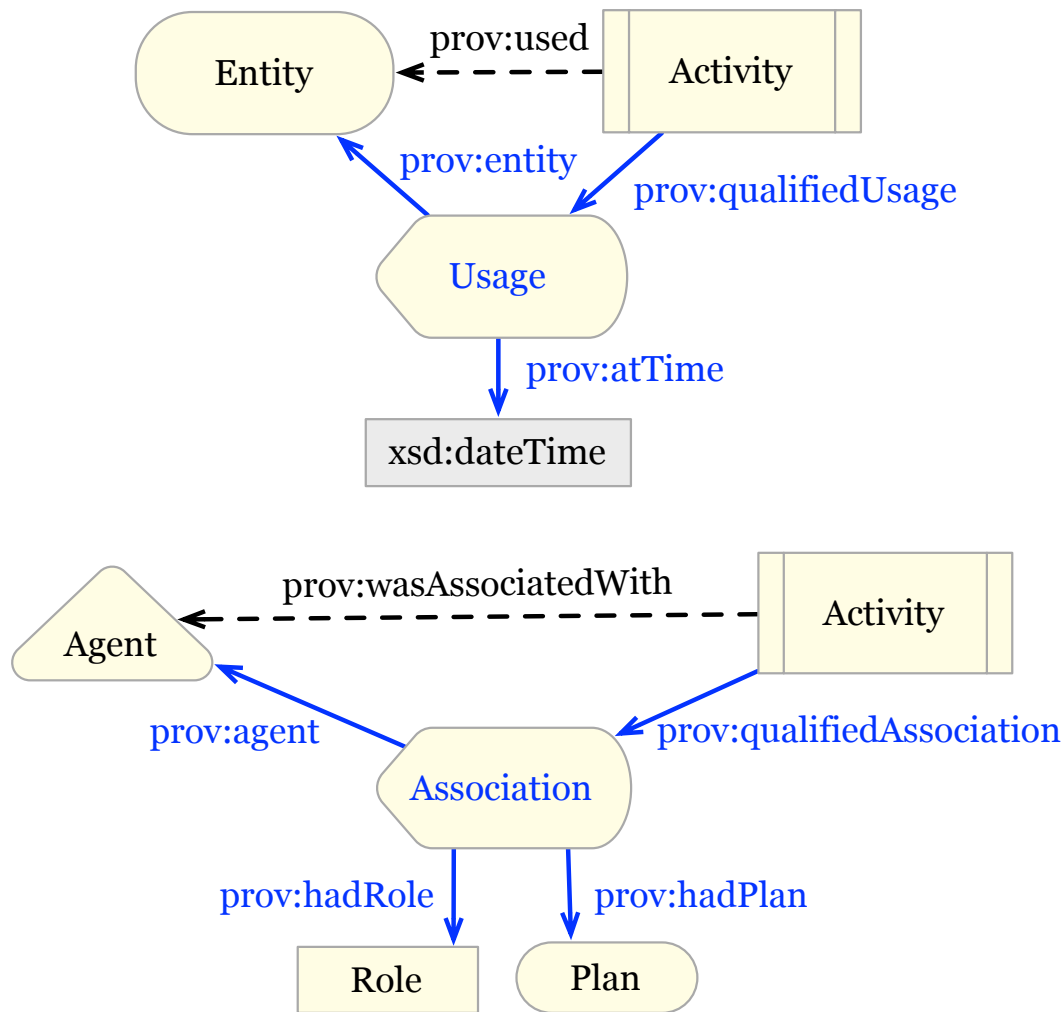 prov:used
Entity
Activity
prov:entity
prov:qualifiedUsage
Usage
prov:atTime
xsd:dateTime
prov:wasAssociatedWith
Agent
Activity
prov:agent
prov:qualifiedAssociation
Association
prov:hadRole
prov:hadPlan
Role
Plan